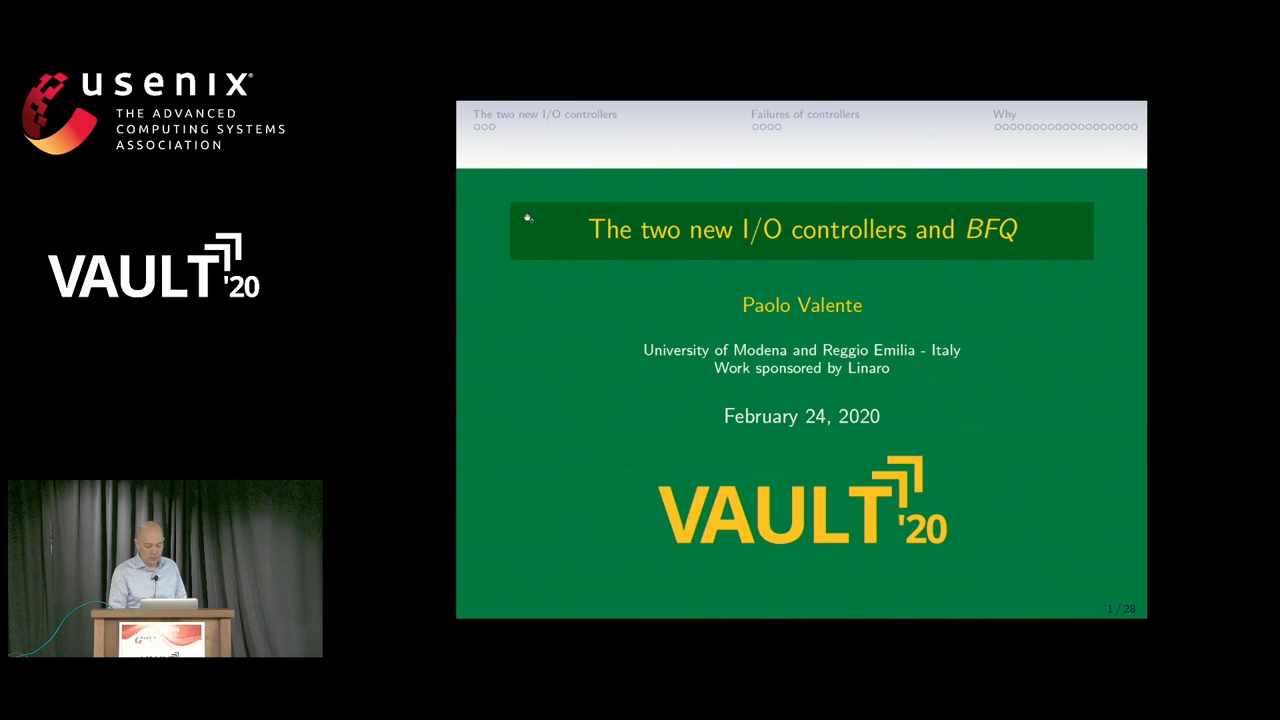 usenix®
THE ADVANCED
COMPUTING SYSTEMS
ASSOCIATION
VAULT '20
The two new I/O controllers
Failures of controllers
Why
The two new I/O controllers and BFQ
Paolo Valente
University of Modena and Reggio Emilia - Italy
Work sponsored by Linaro
February 24, 2020
VAULT '20
1 / 28